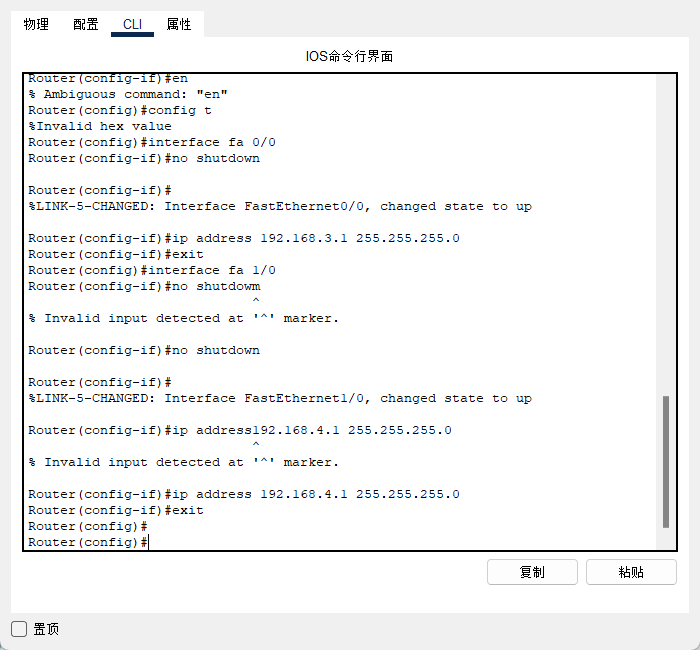 物理 配置 CLI 属性
IOS命令行界面
Router(config-if)#en
% Ambiguous command: "en"
Router(config)#config t
%Invalid hex value
Router(config)#interface fa 0/0
Router(config-if)#no shutdown
Router(config-if)#
%LINK-5-CHANGED: Interface FastEthernet0/0, changed state to up
Router(config-if)#ip address 192.168.3.1 255.255.255.0
Router(config-if)#exit
Router(config)#interface fa 1/0
Router(config-if)#no shutdowm
^
% Invalid input detected at '^' marker.
Router(config-if)#no shutdown
Router(config-if)#
%LINK-5-CHANGED: Interface FastEthernet1/0, changed state to up
Router(config-if)#ip address192.168.4.1 255.255.255.0
^
% Invalid input detected at '^' marker.
Router(config-if)#ip address 192.168.4.1 255.255.255.0
Router(config-if)#exit
Router(config)#
Router(config)#
复制 粘贴
置顶